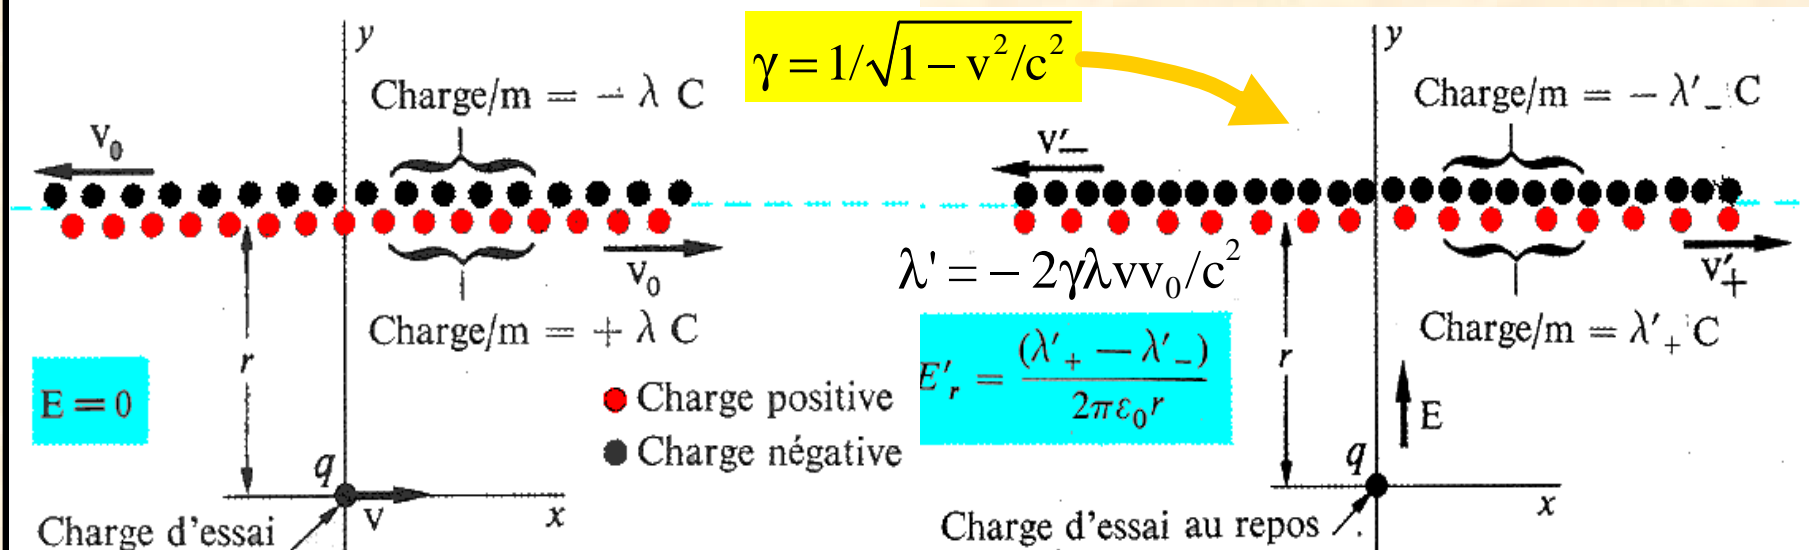 y
Charge/m = − λ C
v₀
v₀
Charge/m = + λ C
r
E = 0
Charge positive
Charge négative
q
v
x
Charge d'essai
γ = 1/√(1 − v²/c²)
y
Charge/m = − λ'₋ C
v'₋
v'₊
λ' = − 2γλvv₀/c²
Charge/m = λ'₊ C
E'ᵣ = (λ'₊ — λ'₋) / 2πε₀r
r
E
q
x
Charge d'essai au repos